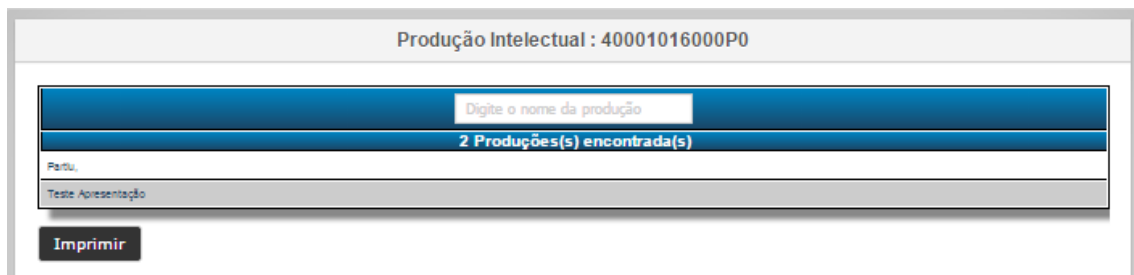 Produção Intelectual : 40001016000P0
Digite o nome da produção
2 Produções(s) encontrada(s)
Partiu,
Teste Apresentação
Imprimir